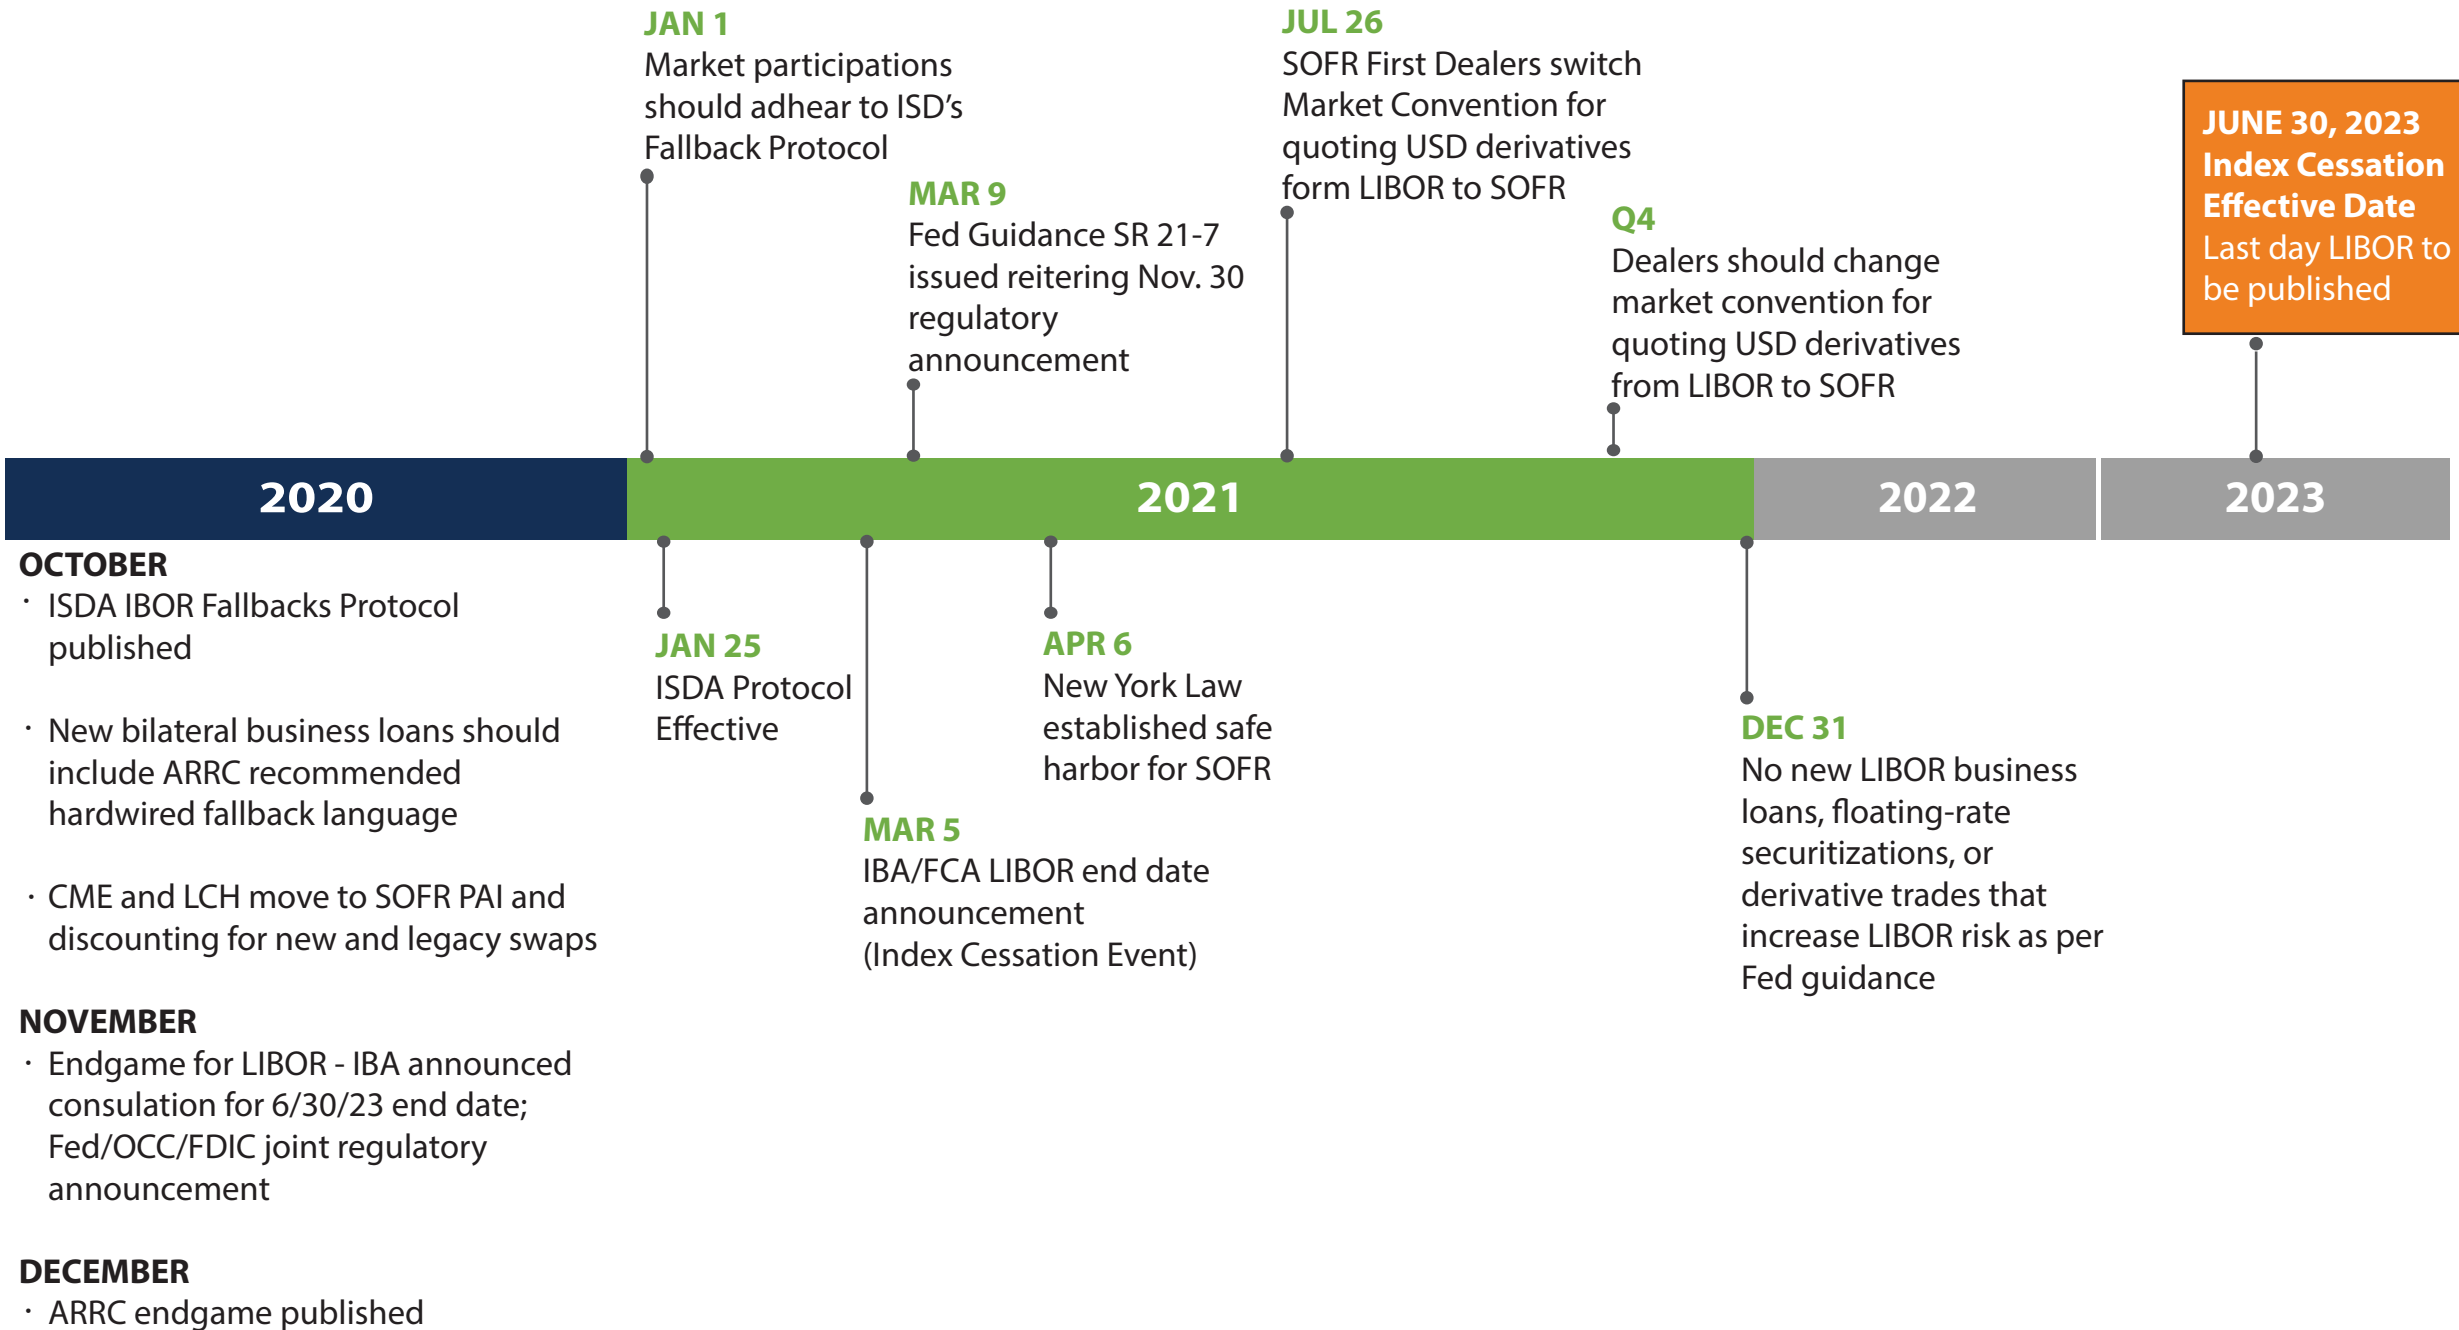 JAN 1
Market participations
should adhear to ISD’s
Fallback Protocol
MAR 9
Fed Guidance SR 21-7
issued reitering Nov. 30
regulatory
announcement
JUL 26
SOFR First Dealers switch
Market Convention for
quoting USD derivatives
form LIBOR to SOFR
Q4
Dealers should change
market convention for
quoting USD derivatives
from LIBOR to SOFR
JUNE 30, 2023
Index Cessation
Effective Date
Last day LIBOR to
be published
2020
2021
2022
2023
OCTOBER
· ISDA IBOR Fallbacks Protocol
published
· New bilateral business loans should
include ARRC recommended
hardwired fallback language
· CME and LCH move to SOFR PAI and
discounting for new and legacy swaps
NOVEMBER
· Endgame for LIBOR - IBA announced
consulation for 6/30/23 end date;
Fed/OCC/FDIC joint regulatory
announcement
DECEMBER
· ARRC endgame published
JAN 25
ISDA Protocol
Effective
MAR 5
IBA/FCA LIBOR end date
announcement
(Index Cessation Event)
APR 6
New York Law
established safe
harbor for SOFR
DEC 31
No new LIBOR business
loans, floating-rate
securitizations, or
derivative trades that
increase LIBOR risk as per
Fed guidance